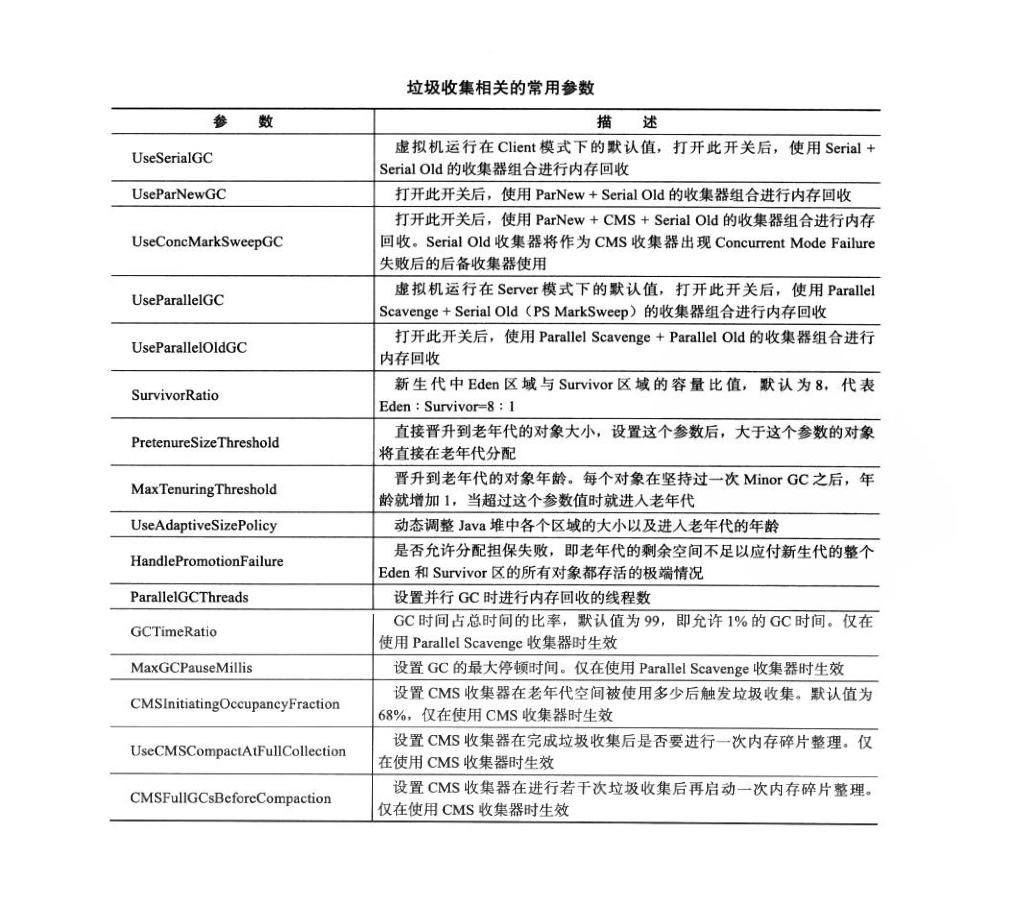 垃圾收集相关的常用参数
参 数 描 述
UseSerialGC
虚拟机运行在 Client 模式下的默认值，打开此开关后，使用 Serial +
Serial Old 的收集器组合进行内存回收
UseParNewGC
打开此开关后，使用 ParNew + Serial Old 的收集器组合进行内存回收
UseConcMarkSweepGC
打开此开关后，使用 ParNew + CMS + Serial Old 的收集器组合进行内存
回收。Serial Old 收集器将作为 CMS 收集器出现 Concurrent Mode Failure
失败后的后备收集器使用
UseParallelGC
虚拟机运行在 Server 模式下的默认值，打开此开关后，使用 Parallel
Scavenge + Serial Old（PS MarkSweep）的收集器组合进行内存回收
UseParallelOldGC
打开此开关后，使用 Parallel Scavenge + Parallel Old 的收集器组合进行
内存回收
SurvivorRatio
新生代中 Eden 区域与 Survivor 区域的容量比值，默认为 8，代表
Eden：Survivor=8：1
PretenureSizeThreshold
直接晋升到老年代的对象大小，设置这个参数后，大于这个参数的对象
将直接在老年代分配
MaxTenuringThreshold
晋升到老年代的对象年龄。每个对象在坚持过一次 Minor GC 之后，年
龄就增加 1，当超过这个参数值时就进入老年代
UseAdaptiveSizePolicy
动态调整 Java 堆中各个区域的大小以及进入老年代的年龄
HandlePromotionFailure
是否允许分配担保失败，即老年代的剩余空间不足以应付新生代的整个
Eden 和 Survivor 区的所有对象都存活的极端情况
ParallelGCThreads
设置并行 GC 时进行内存回收的线程数
GCTimeRatio
GC 时间占总时间的比率，默认值为 99，即允许 1% 的 GC 时间。仅在
使用 Parallel Scavenge 收集器时生效
MaxGCPauseMillis
设置 GC 的最大停顿时间。仅在使用 Parallel Scavenge 收集器时生效
CMSInitiatingOccupancyFraction
设置 CMS 收集器在老年代空间被使用多少后触发垃圾收集。默认值为
68%，仅在使用 CMS 收集器时生效
UseCMSCompactAtFullCollection
设置 CMS 收集器在完成垃圾收集后是否要进行一次内存碎片整理。仅
在使用 CMS 收集器时生效
CMSFullGCsBeforeCompaction
设置 CMS 收集器在进行若干次垃圾收集后再启动一次内存碎片整理。
仅在使用 CMS 收集器时生效